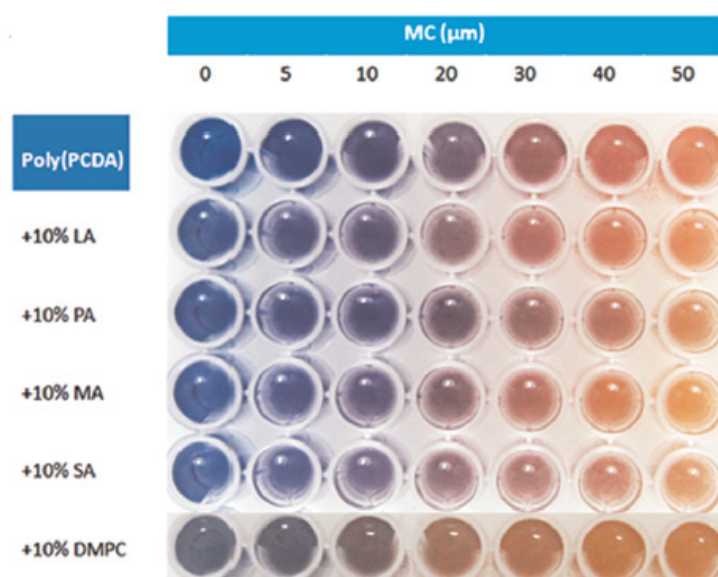 MC (µm)
0 5 10 20 30 40 50
Poly(PCDA)
+10% LA
+10% PA
+10% MA
+10% SA
+10% DMPC